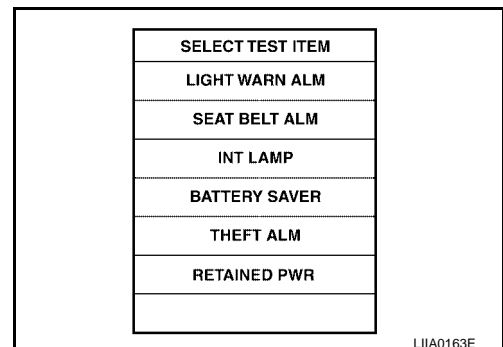 SELECT TEST ITEM
LIGHT WARN ALM
SEAT BELT ALM
INT LAMP
BATTERY SAVER
THEFT ALM
RETAINED PWR
LIIA0163E